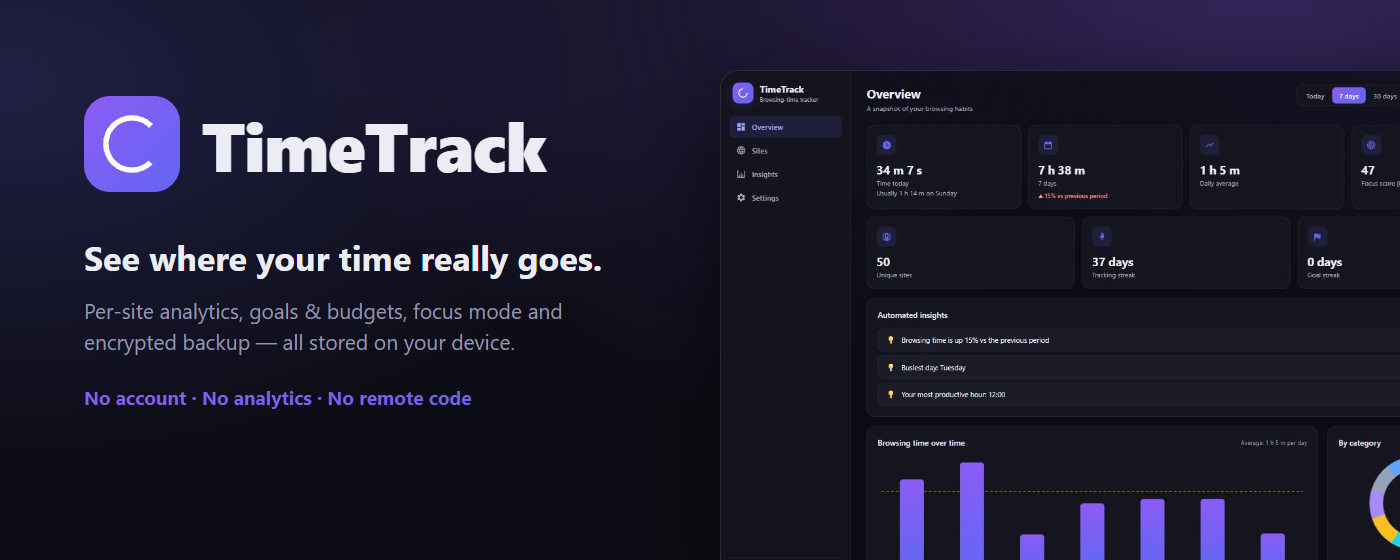 TimeTrack
See where your time really goes.
Per-site analytics, goals & budgets, focus mode and
encrypted backup — all stored on your device.
No account · No analytics · No remote code
TimeTrack
Browsing-time tracker
Overview
Sites
Insights
Settings
Overview
A snapshot of your browsing habits
Today
7 days
30 days
34 m 7 s
Time today
Usually 1 h 14 m on Sunday
7 h 38 m
7 days
▲ 15% vs previous period
1 h 5 m
Daily average
47
Focus score
50
Unique sites
37 days
Tracking streak
0 days
Goal streak
Automated insights
Browsing time is up 15% vs the previous period
Busiest day: Tuesday
Your most productive hour: 12:00
Browsing time over time
Average: 1 h 5 m per day
By category